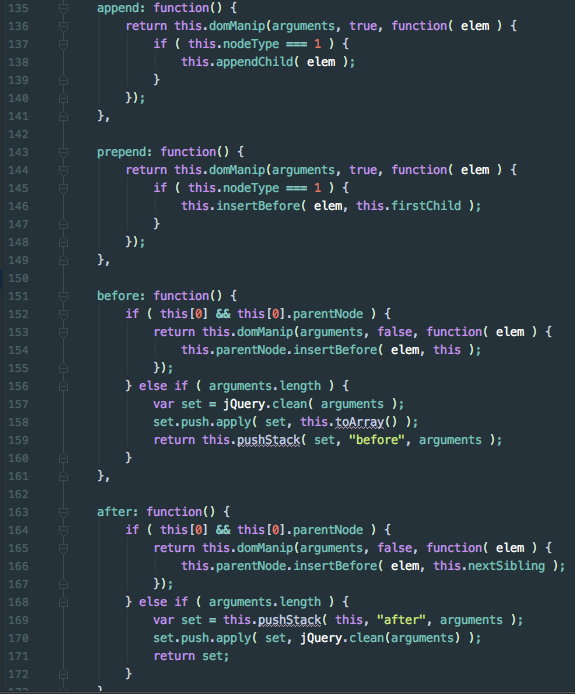 135 append: function() {
136 return this.domManip(arguments, true, function( elem ) {
137 if ( this.nodeType === 1 ) {
138 this.appendChild( elem );
139 }
140 });
141 },
142
143 prepend: function() {
144 return this.domManip(arguments, true, function( elem ) {
145 if ( this.nodeType === 1 ) {
146 this.insertBefore( elem, this.firstChild );
147 }
148 });
149 },
150
151 before: function() {
152 if ( this[0] && this[0].parentNode ) {
153 return this.domManip(arguments, false, function( elem ) {
154 this.parentNode.insertBefore( elem, this );
155 });
156 } else if ( arguments.length ) {
157 var set = jQuery.clean( arguments );
158 set.push.apply( set, this.toArray() );
159 return this.pushStack( set, "before", arguments );
160 }
161 },
162
163 after: function() {
164 if ( this[0] && this[0].parentNode ) {
165 return this.domManip(arguments, false, function( elem ) {
166 this.parentNode.insertBefore( elem, this.nextSibling );
167 });
168 } else if ( arguments.length ) {
169 var set = this.pushStack( this, "after", arguments );
170 set.push.apply( set, jQuery.clean(arguments) );
171 return set;
172 }
173 }